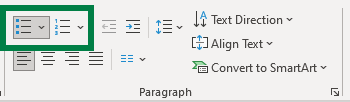 Text Direction
Align Text
Convert to SmartArt
Paragraph